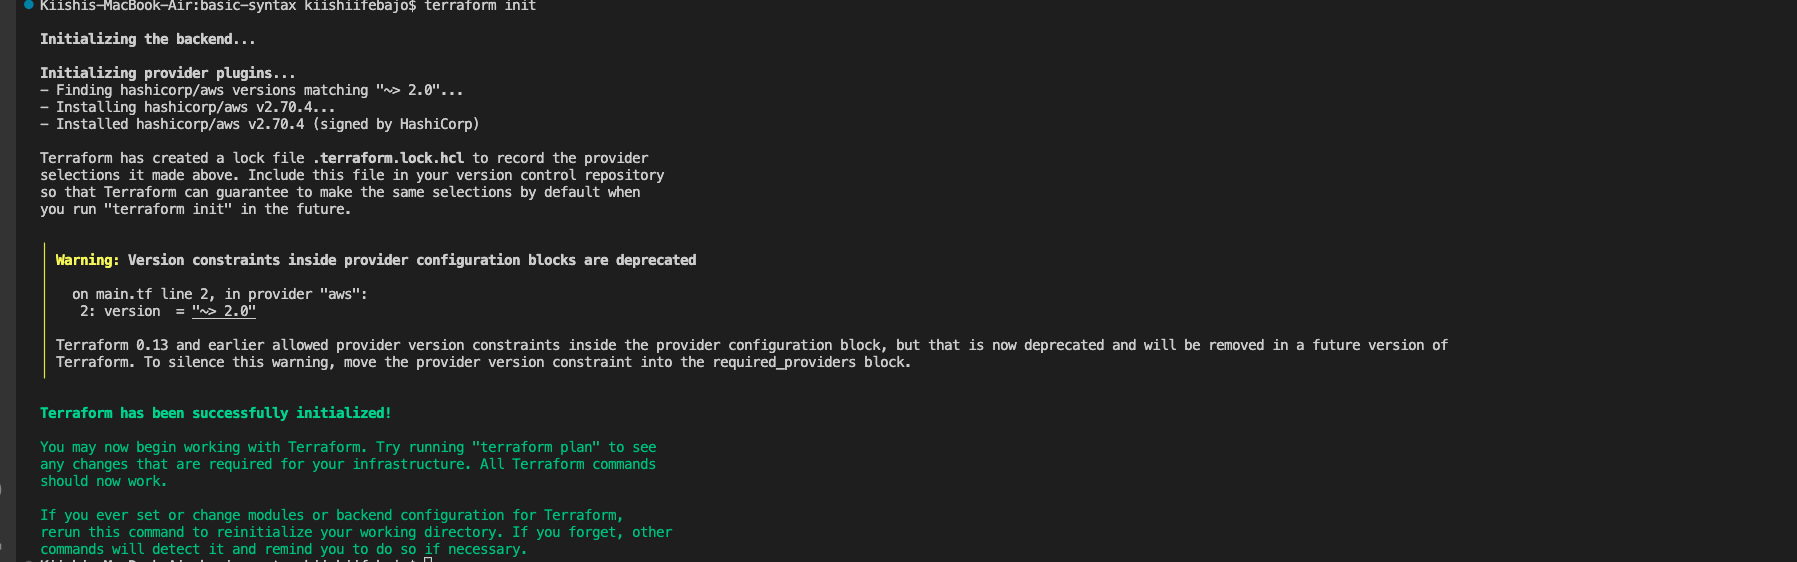 Kiishis-MacBook-Air:basic-syntax kiishiifebajo$ terraform init
Initializing the backend...
Initializing provider plugins...
- Finding hashicorp/aws versions matching "~> 2.0"...
- Installing hashicorp/aws v2.70.4...
- Installed hashicorp/aws v2.70.4 (signed by HashiCorp)
Terraform has created a lock file .terraform.lock.hcl to record the provider
selections it made above. Include this file in your version control repository
so that Terraform can guarantee to make the same selections by default when
you run "terraform init" in the future.
Warning: Version constraints inside provider configuration blocks are deprecated
on main.tf line 2, in provider "aws":
2: version  = "~> 2.0"
Terraform 0.13 and earlier allowed provider version constraints inside the provider configuration block, but that is now deprecated and will be removed in a future version of
Terraform. To silence this warning, move the provider version constraint into the required_providers block.
Terraform has been successfully initialized!
You may now begin working with Terraform. Try running "terraform plan" to see
any changes that are required for your infrastructure. All Terraform commands
should now work.
If you ever set or change modules or backend configuration for Terraform,
rerun this command to reinitialize your working directory. If you forget, other
commands will detect it and remind you to do so if necessary.